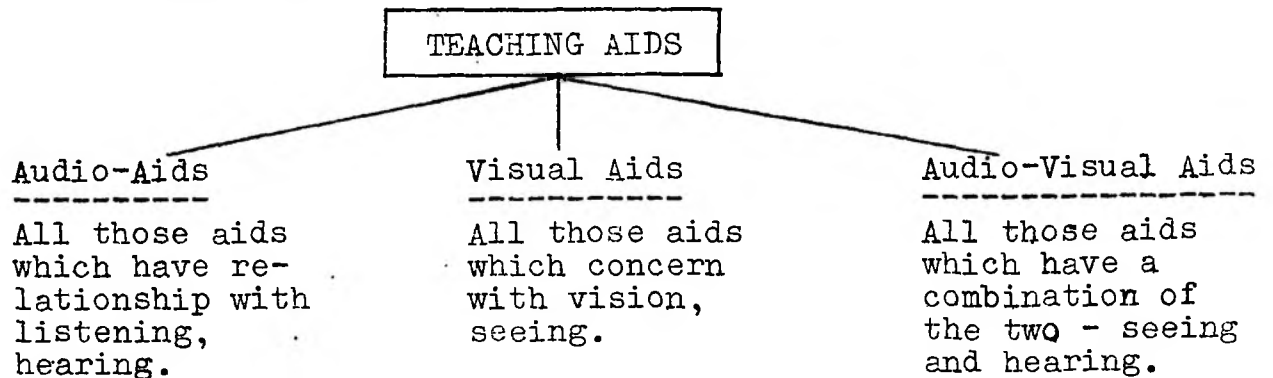 TEACHING AIDS
Audio-Aids
All those aids
which have re-
lationship with
listening,
hearing.
Visual Aids
All those aids
which concern
with vision,
seeing.
Audio-Visual Aids
All those aids
which have a
combination of
the two - seeing
and hearing.